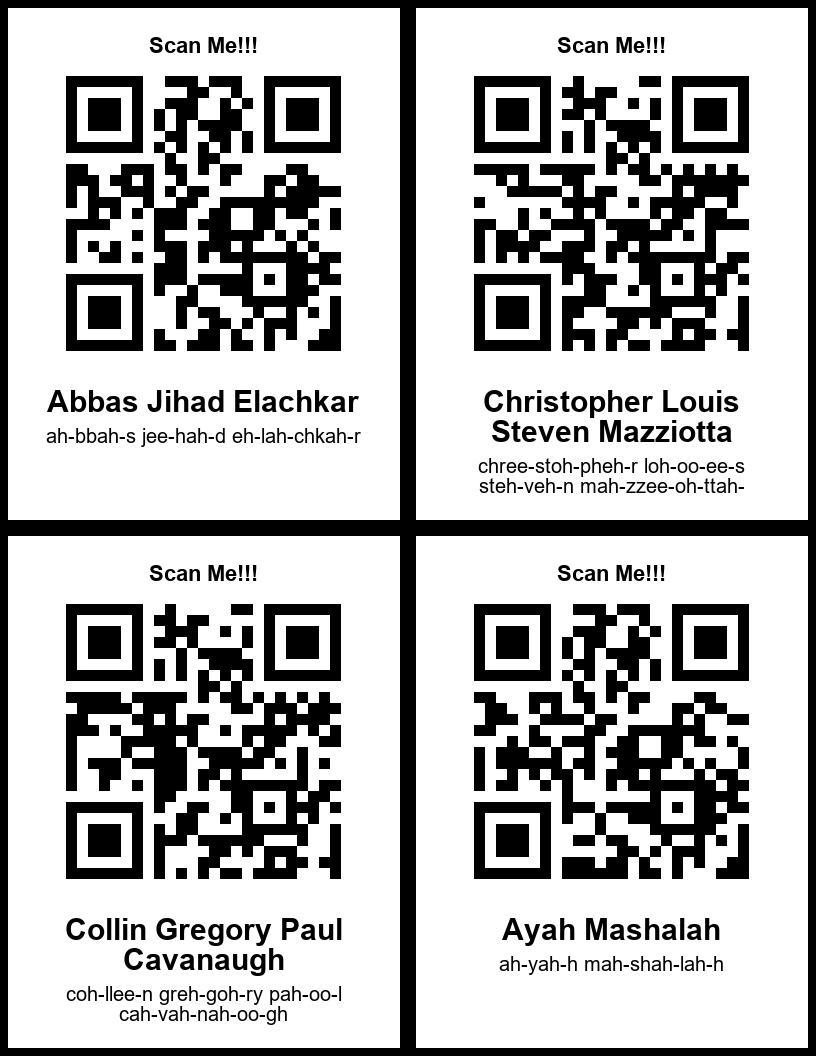 Scan Me!!!
Abbas Jihad Elachkar
ah-bbah-s jee-hah-d eh-lah-chkah-r
Scan Me!!!
Christopher Louis
Steven Mazziotta
chree-stoh-pheh-r loh-oo-ee-s
steh-veh-n mah-zzee-oh-ttah-
Scan Me!!!
Collin Gregory Paul
Cavanaugh
coh-llee-n greh-goh-ry pah-oo-l
cah-vah-nah-oo-gh
Scan Me!!!
Ayah Mashalah
ah-yah-h mah-shah-lah-h